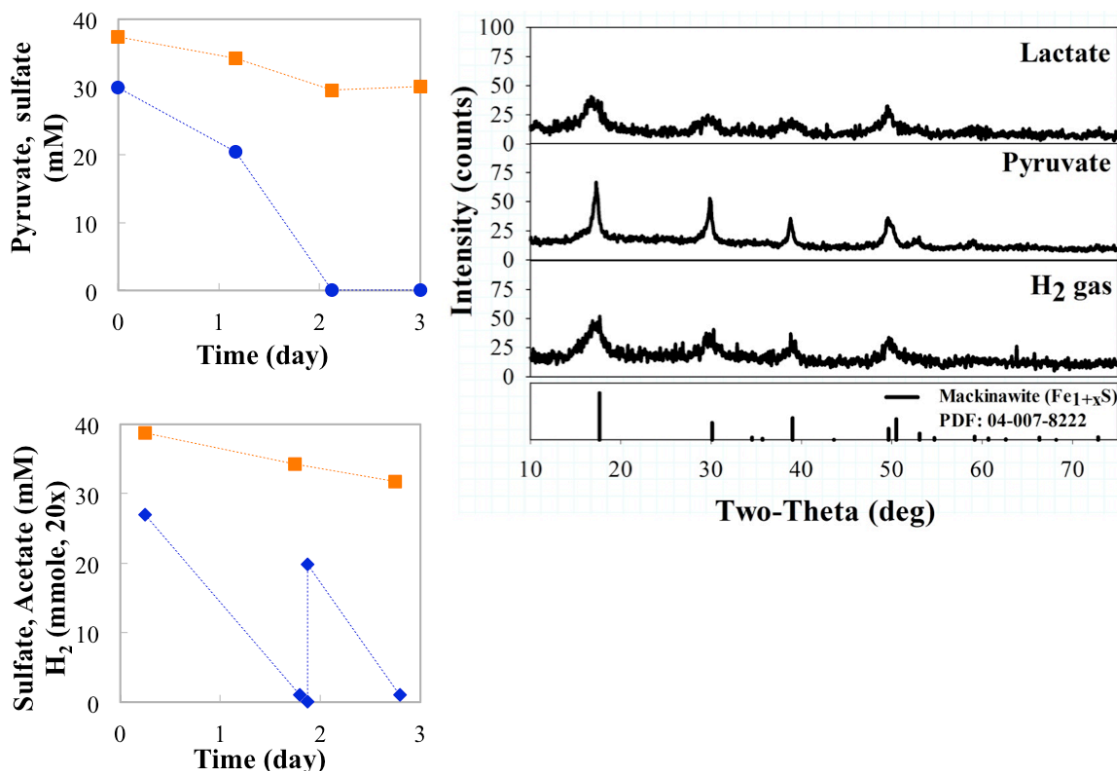 40
30
20
10
0
0 1 2 3
Pyruvate, sulfate
(mM)
Time (day)
40
30
20
10
0
0 1 2 3
Sulfate, Acetate (mM)
H2 (mmole, 20x)
Time (day)
100
75
50
25
0
Lactate
75
50
25
0
Pyruvate
75
50
25
0
H2 gas
Intensity (counts)
Mackinawite (Fe1+xS)
PDF: 04-007-8222
10 20 30 40 50 60 70
Two-Theta (deg)